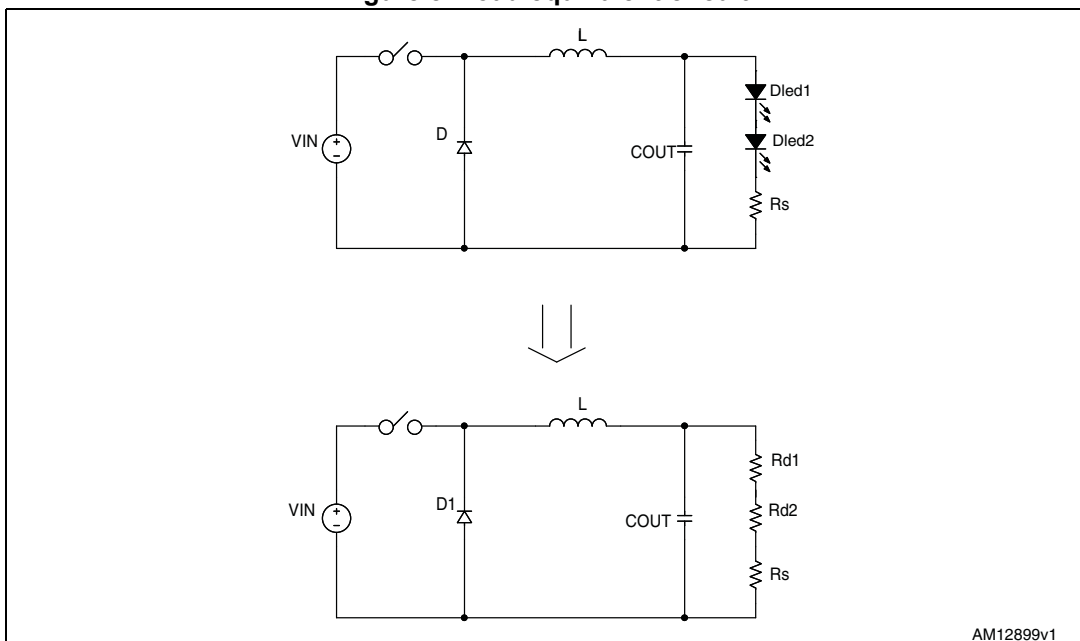 L
Dled1
D
VIN
+
-
COUT
Dled2
Rs
L
Rd1
D1
VIN
+
-
COUT
Rd2
Rs
AM12899v1